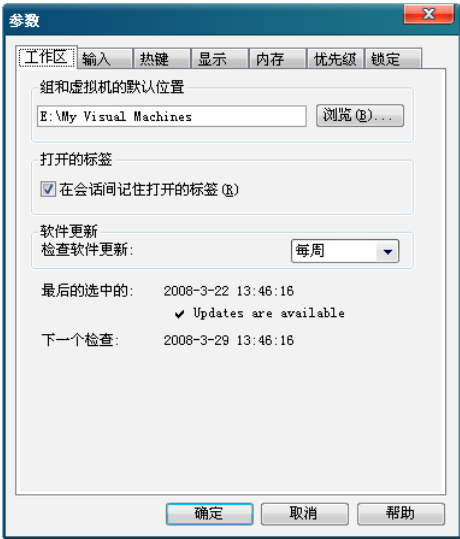 参数
工作区 输入 热键 显示 内存 优先级 锁定
组和虚拟机的默认位置
E:\My Visual Machines 浏览(B)...
打开的标签
在会话间记住打开的标签(R)
软件更新
检查软件更新: 每周
最后的选中的: 2008-3-22 13:46:16
Updates are available
下一个检查: 2008-3-29 13:46:16
确定 取消 帮助